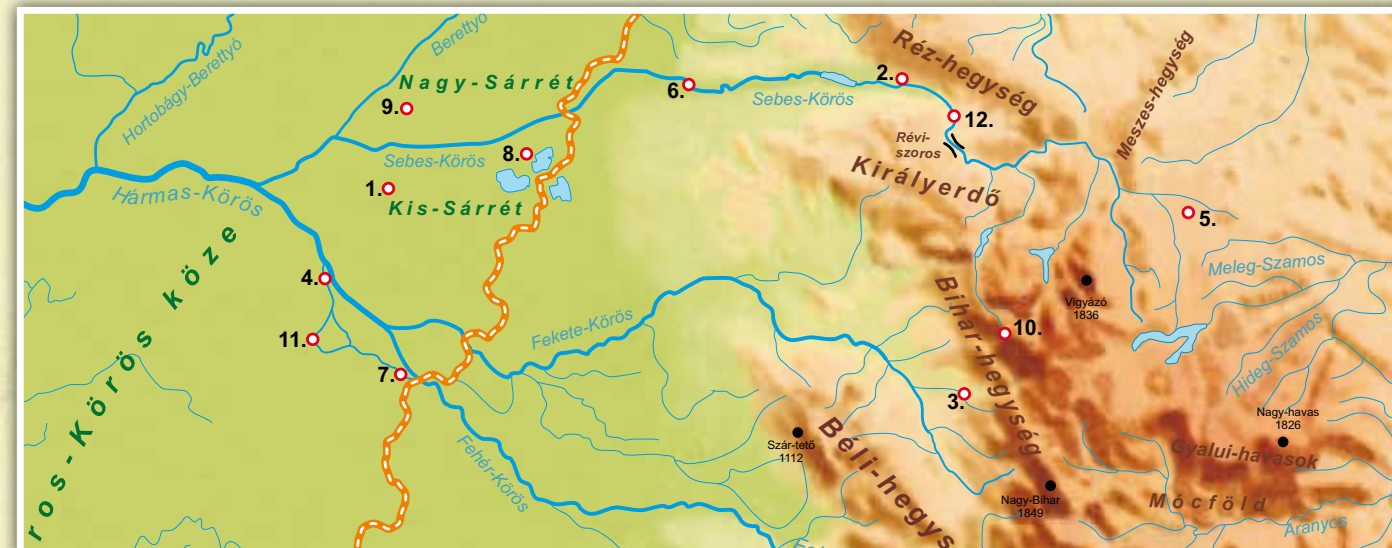 Hortobágy-Berettyó
Berettyó
Nagy-Sárrét
9.
6.
Sebes-Körös
2.
Réz-hegység
12.
Révi-
szoros
Meszes-hegység
Királyerdő
Sebes-Körös
8.
1.
Kis-Sárrét
Hármas-Körös
5.
Meleg-Szamos
Vigyázó
1836
Hideg-Szamos
4.
11.
7.
ros-Körös köze
Fekete-Körös
Bihar-hegység
10.
3.
Nagy-havas
1826
Gyalui-havasok
Szár-tető
1112
Béli-hegys
Fehér-Körös
Nagy-Bihar
1849
Mócföld
Aranyos